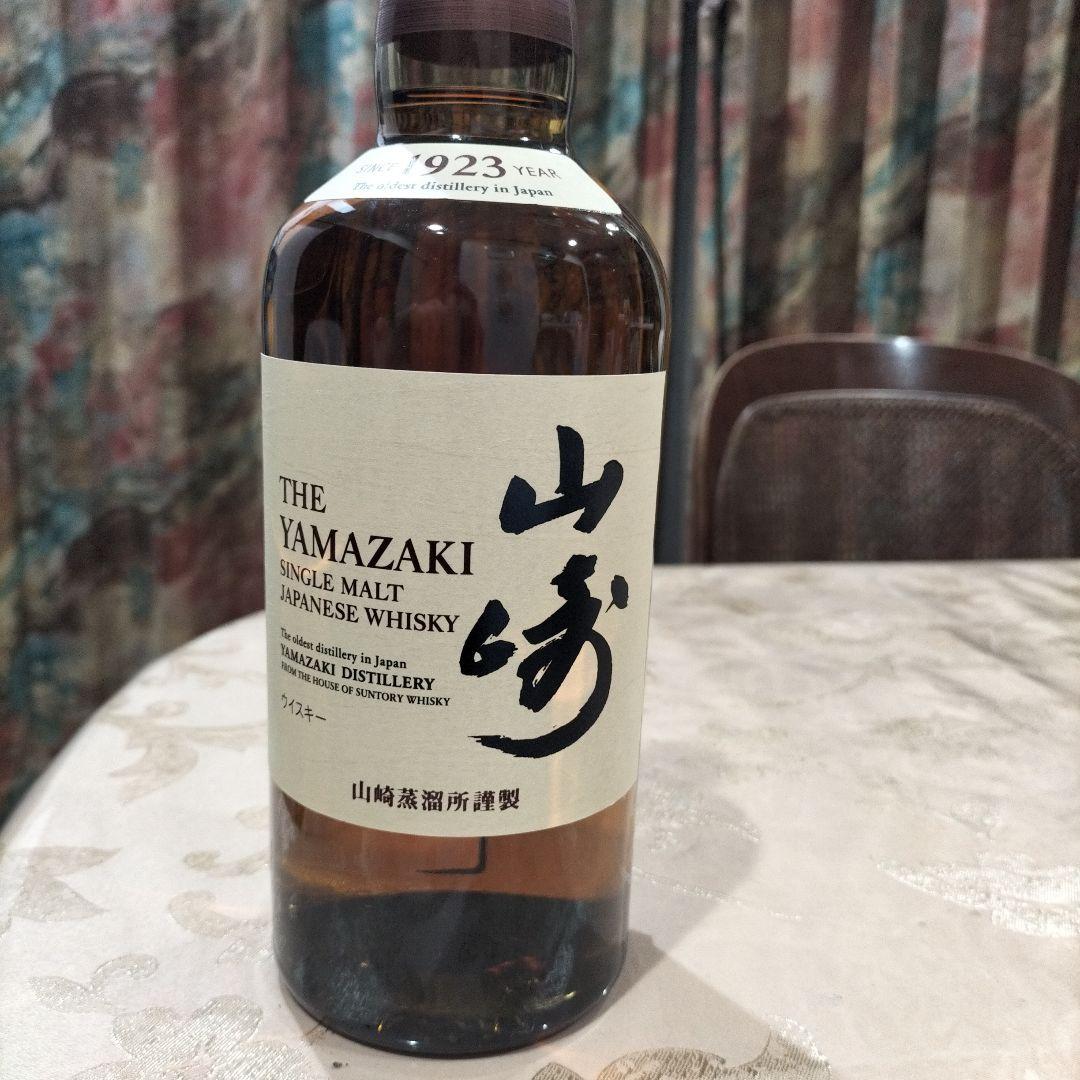 SINCE 1923 YEAR
The oldest distillery in Japan
THE
YAMAZAKI
SINGLE MALT
JAPANESE WHISKY
The oldest distillery in Japan
YAMAZAKI DISTILLERY
FROM THE HOUSE OF SUNTORY WHISKY
ウイスキー
山崎
山崎蒸溜所謹製